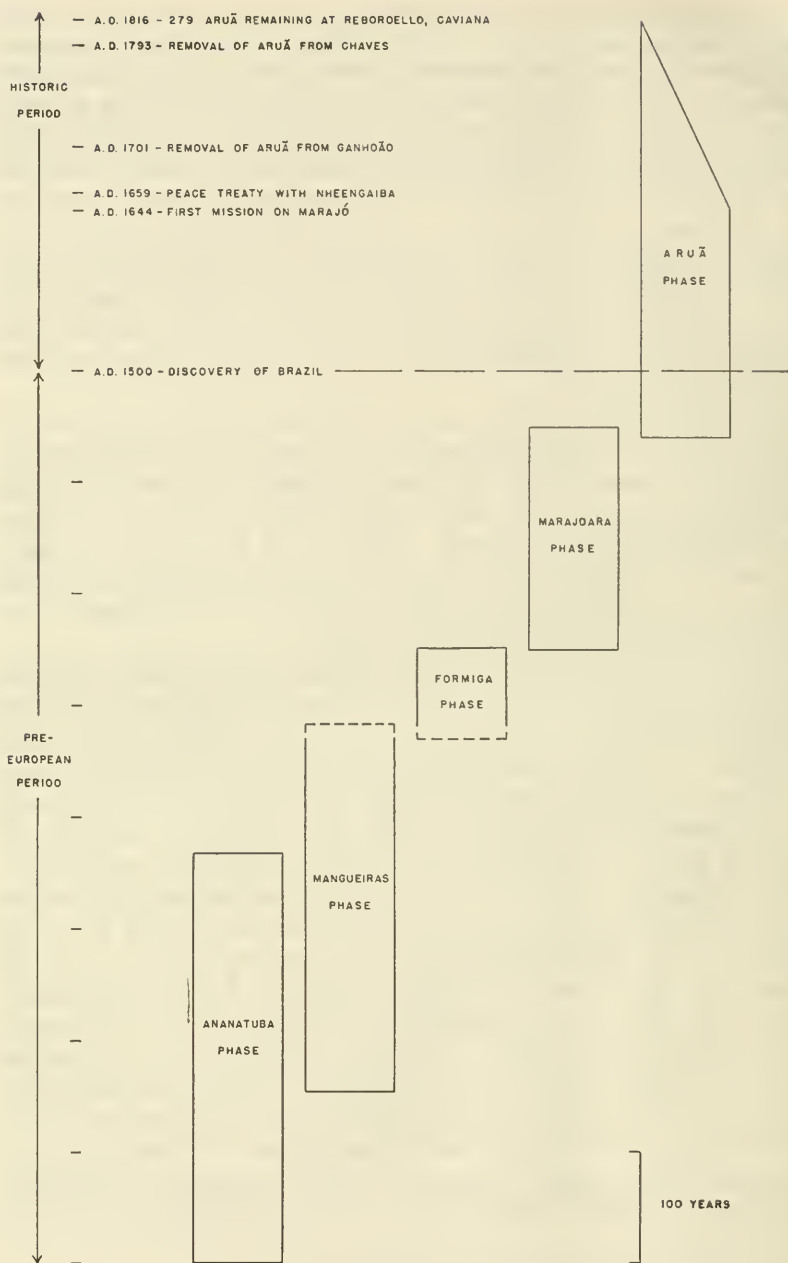 A.D. 1816 - 279 ARUÃ REMAINING AT REBORDELLO, CAVIANA
A.D. 1793 - REMOVAL OF ARUÃ FROM CHAVES
HISTORIC
PERIOD
A.D. 1701 - REMOVAL OF ARUÃ FROM GANHOÃO
A.D. 1659 - PEACE TREATY WITH NHEENGAIBA
A.D. 1644 - FIRST MISSION ON MARAJÓ
ARUÃ
PHASE
A.D. 1500 - DISCOVERY OF BRAZIL
MARAJOARA
PHASE
FORMIGA
PHASE
PRE-
EUROPEAN
PERIOD
MANGUEIRAS
PHASE
ANANATUBA
PHASE
100 YEARS